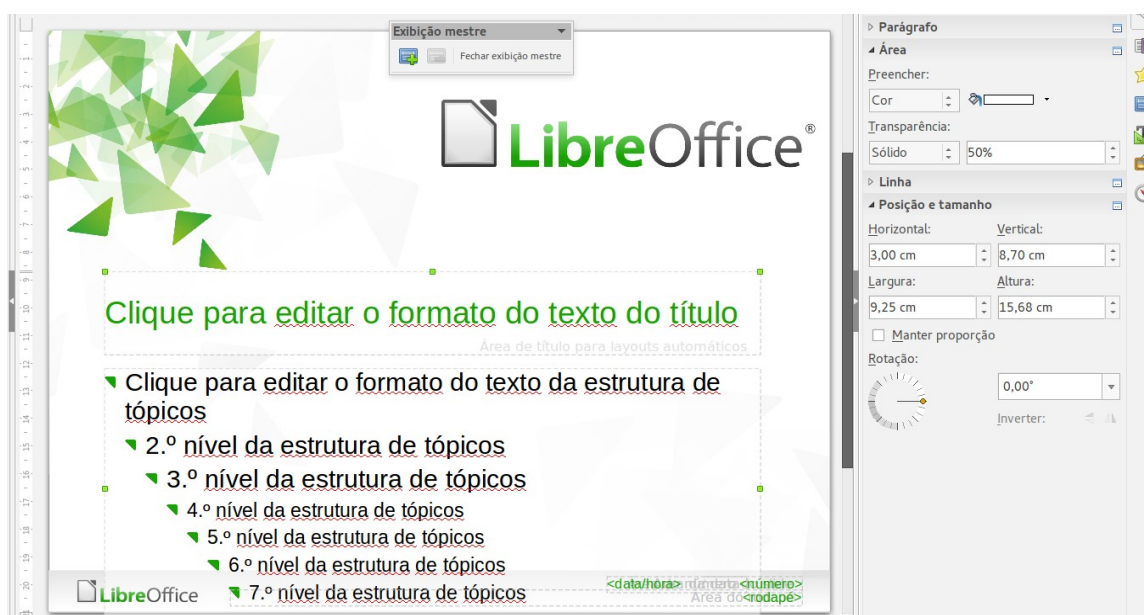 Exibição mestre
Fechar exibição mestre
LibreOffice®
Clique para editar o formato do texto do título
Área de título para layouts automáticos
Clique para editar o formato do texto da estrutura de
tópicos
2.º nível da estrutura de tópicos
3.º nível da estrutura de tópicos
4.º nível da estrutura de tópicos
5.º nível da estrutura de tópicos
6.º nível da estrutura de tópicos
7.º nível da estrutura de tópicos
LibreOffice
<data/hora>
<número>
<rodapé>
Parágrafo
Área
Preencher:
Cor
Transparência:
Sólido 50%
Linha
Posição e tamanho
Horizontal: Vertical:
3,00 cm 8,70 cm
Largura: Altura:
9,25 cm 15,68 cm
Manter proporção
Rotação:
0,00°
Inverter: